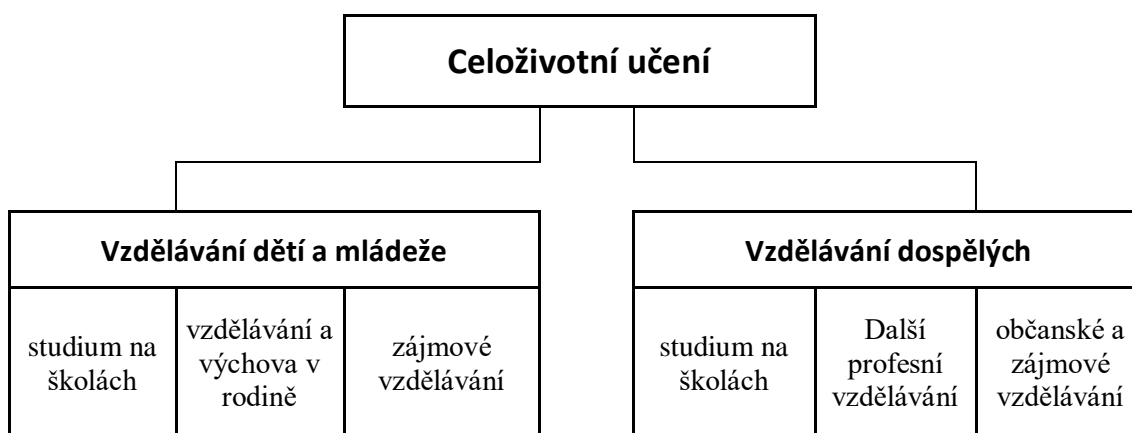 Celoživotní učení
Vzdělávání dětí a mládeže
studium na
školách
vzdělávání a
výchova v
rodině
zájmové
vzdělávání
Vzdělávání dospělých
studium na
školách
Další
profesní
vzdělávání
občanské a
zájmové
vzdělávání